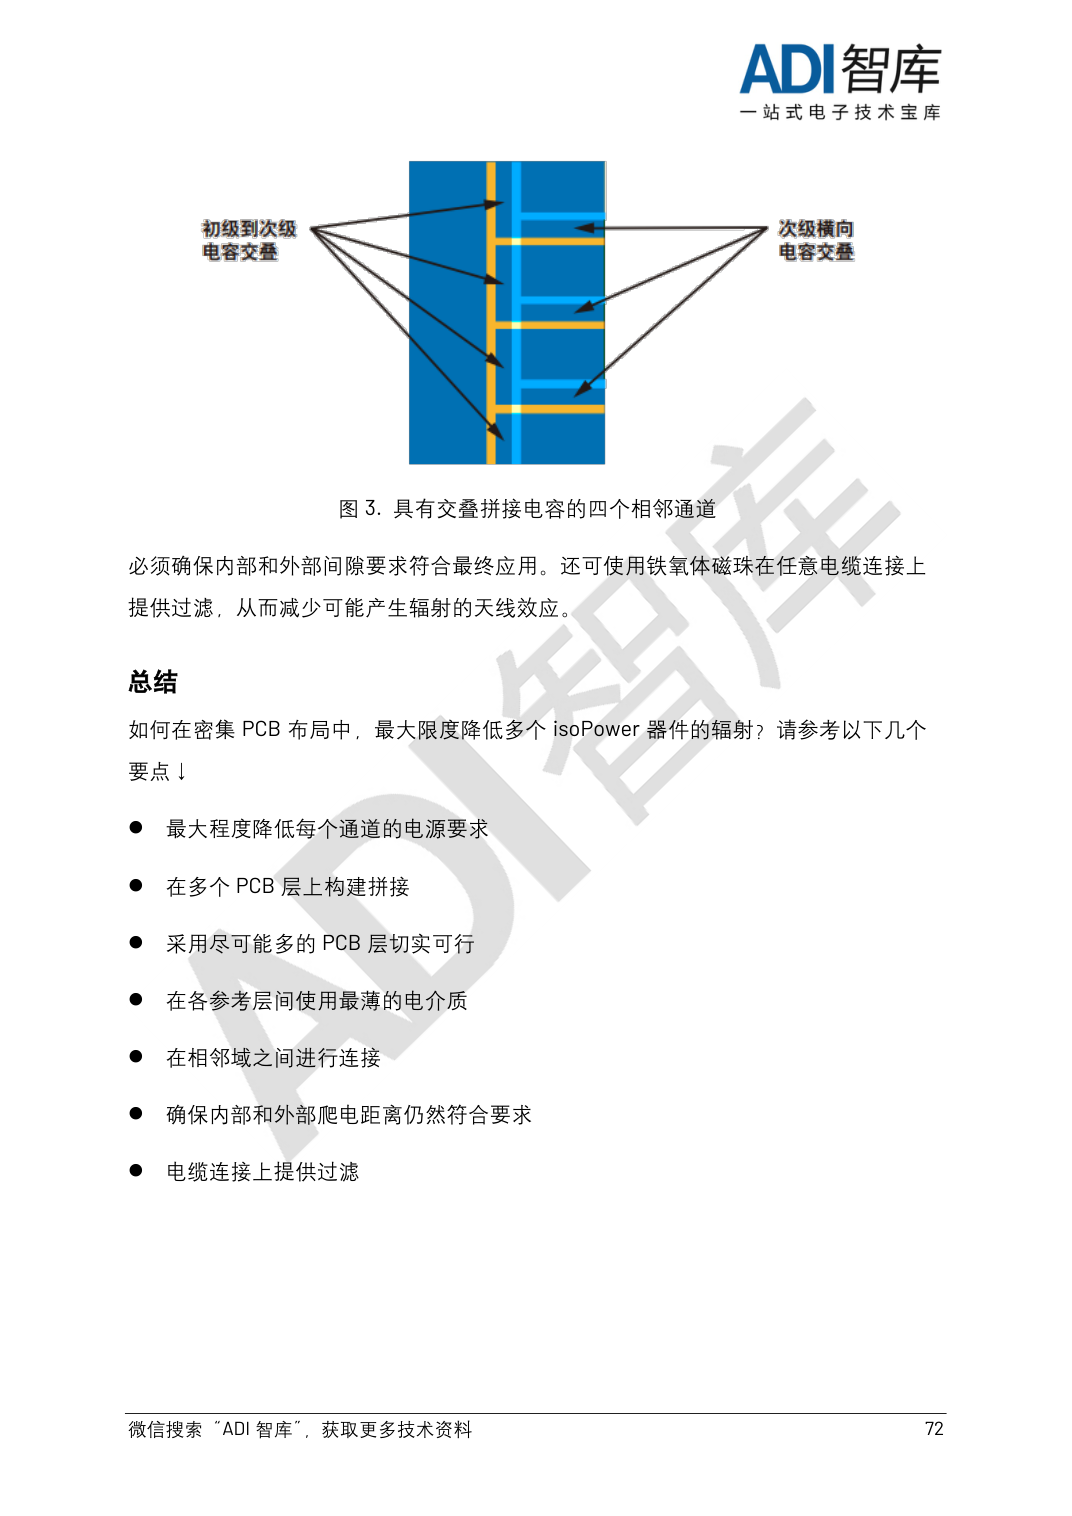 ADI智库
一站式电子技术宝库
初级到次级
电容交叠
次级横向
电容交叠
图 3. 具有交叠拼接电容的四个相邻通道
必须确保内部和外部间隙要求符合最终应用。还可使用铁氧体磁珠在任意电缆连接上
提供过滤，从而减少可能产生辐射的天线效应。
总结
如何在密集 PCB 布局中，最大限度降低多个 isoPower 器件的辐射？请参考以下几个
要点↓
● 最大程度降低每个通道的电源要求
● 在多个 PCB 层上构建拼接
● 采用尽可能多的 PCB 层切实可行
● 在各参考层间使用最薄的电介质
● 在相邻域之间进行连接
● 确保内部和外部爬电距离仍然符合要求
● 电缆连接上提供过滤
ADI智库
微信搜索“ADI 智库”，获取更多技术资料 72